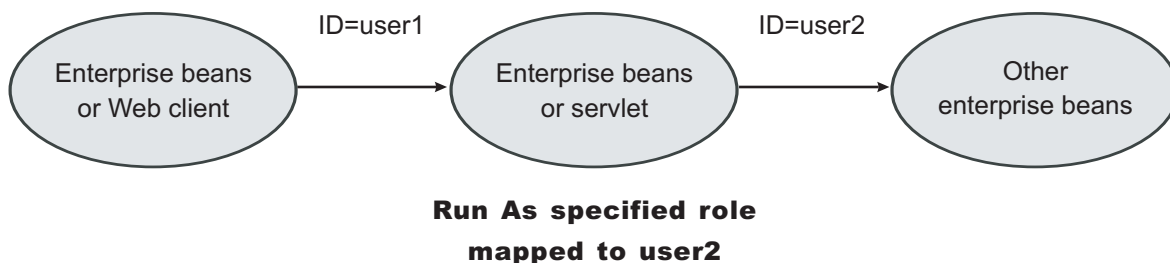 ID=user1
ID=user2
Enterprise beans
or Web client
Enterprise beans
or servlet
Other
enterprise beans
Run As specified role
mapped to user2